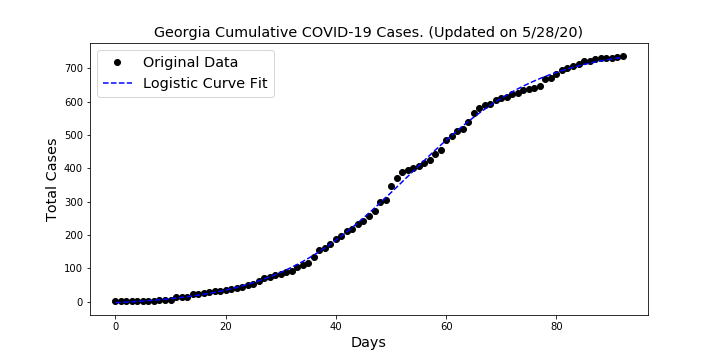 Georgia Cumulative COVID-19 Cases. (Updated on 5/28/20)
Original Data
Logistic Curve Fit
700
600
500
400
300
200
100
0
Total Cases
0 20 40 60 80
Days